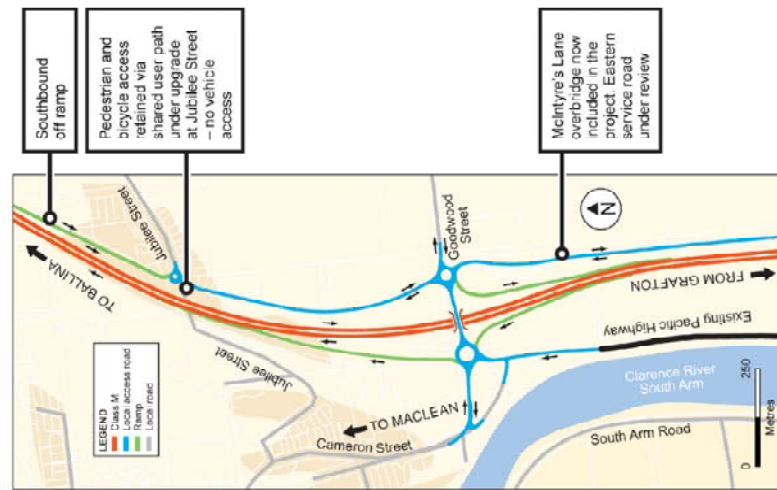 Southbound
off ramp
Pedestrian and
bicycle access
retained via
shared user path
under upgrade
at Jubilee Street
– no vehicle
access
McIntyre's Lane
overbridge now
included in the
project. Eastern
service road
under review
TO BALLINA
Jubilee Street
Jubilee Street
Goodwood
Street
N
FROM GRAFTON
Existing Pacific Highway
TO MACLEAN
Cameron Street
Clarence River
South Arm
South Arm Road
LEGEND
Class M
Local access road
Ramp
Local road
0
250
Metres